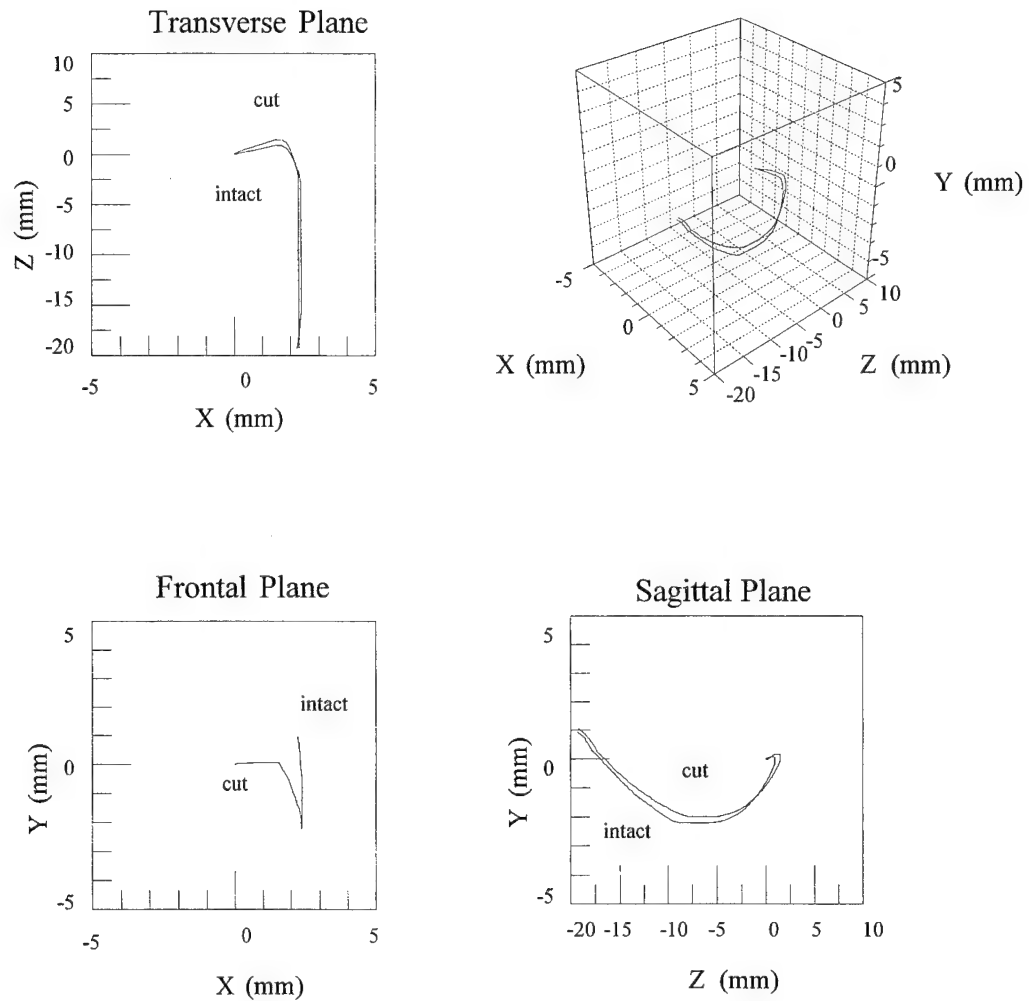 Transverse Plane
10
5
0
-5
-10
-15
-20
Z (mm)
cut
intact
-5
0
5
X (mm)
5
0
-5
Y (mm)
-5
0
5
X (mm)
10
5
0
-5
-10
-15
-20
Z (mm)
Frontal Plane
5
0
-5
Y (mm)
intact
cut
-5
0
5
X (mm)
Sagittal Plane
5
0
-5
Y (mm)
cut
intact
-20 -15 -10 -5 0 5 10
Z (mm)